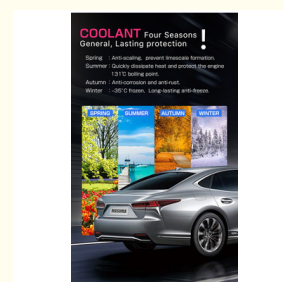 COOLANT Four Seasons !
General, Lasting protection
Spring : Anti-scaling, prevent limescale formation.
Summer : Quickly dissipate heat and protect the engine
131℃ boiling point.
Autumn : Anti-corrosion and anti-rust.
Winter : -35℃ frozen, Long-lasting anti-freeze.
SPRING SUMMER AUTUMN WINTER